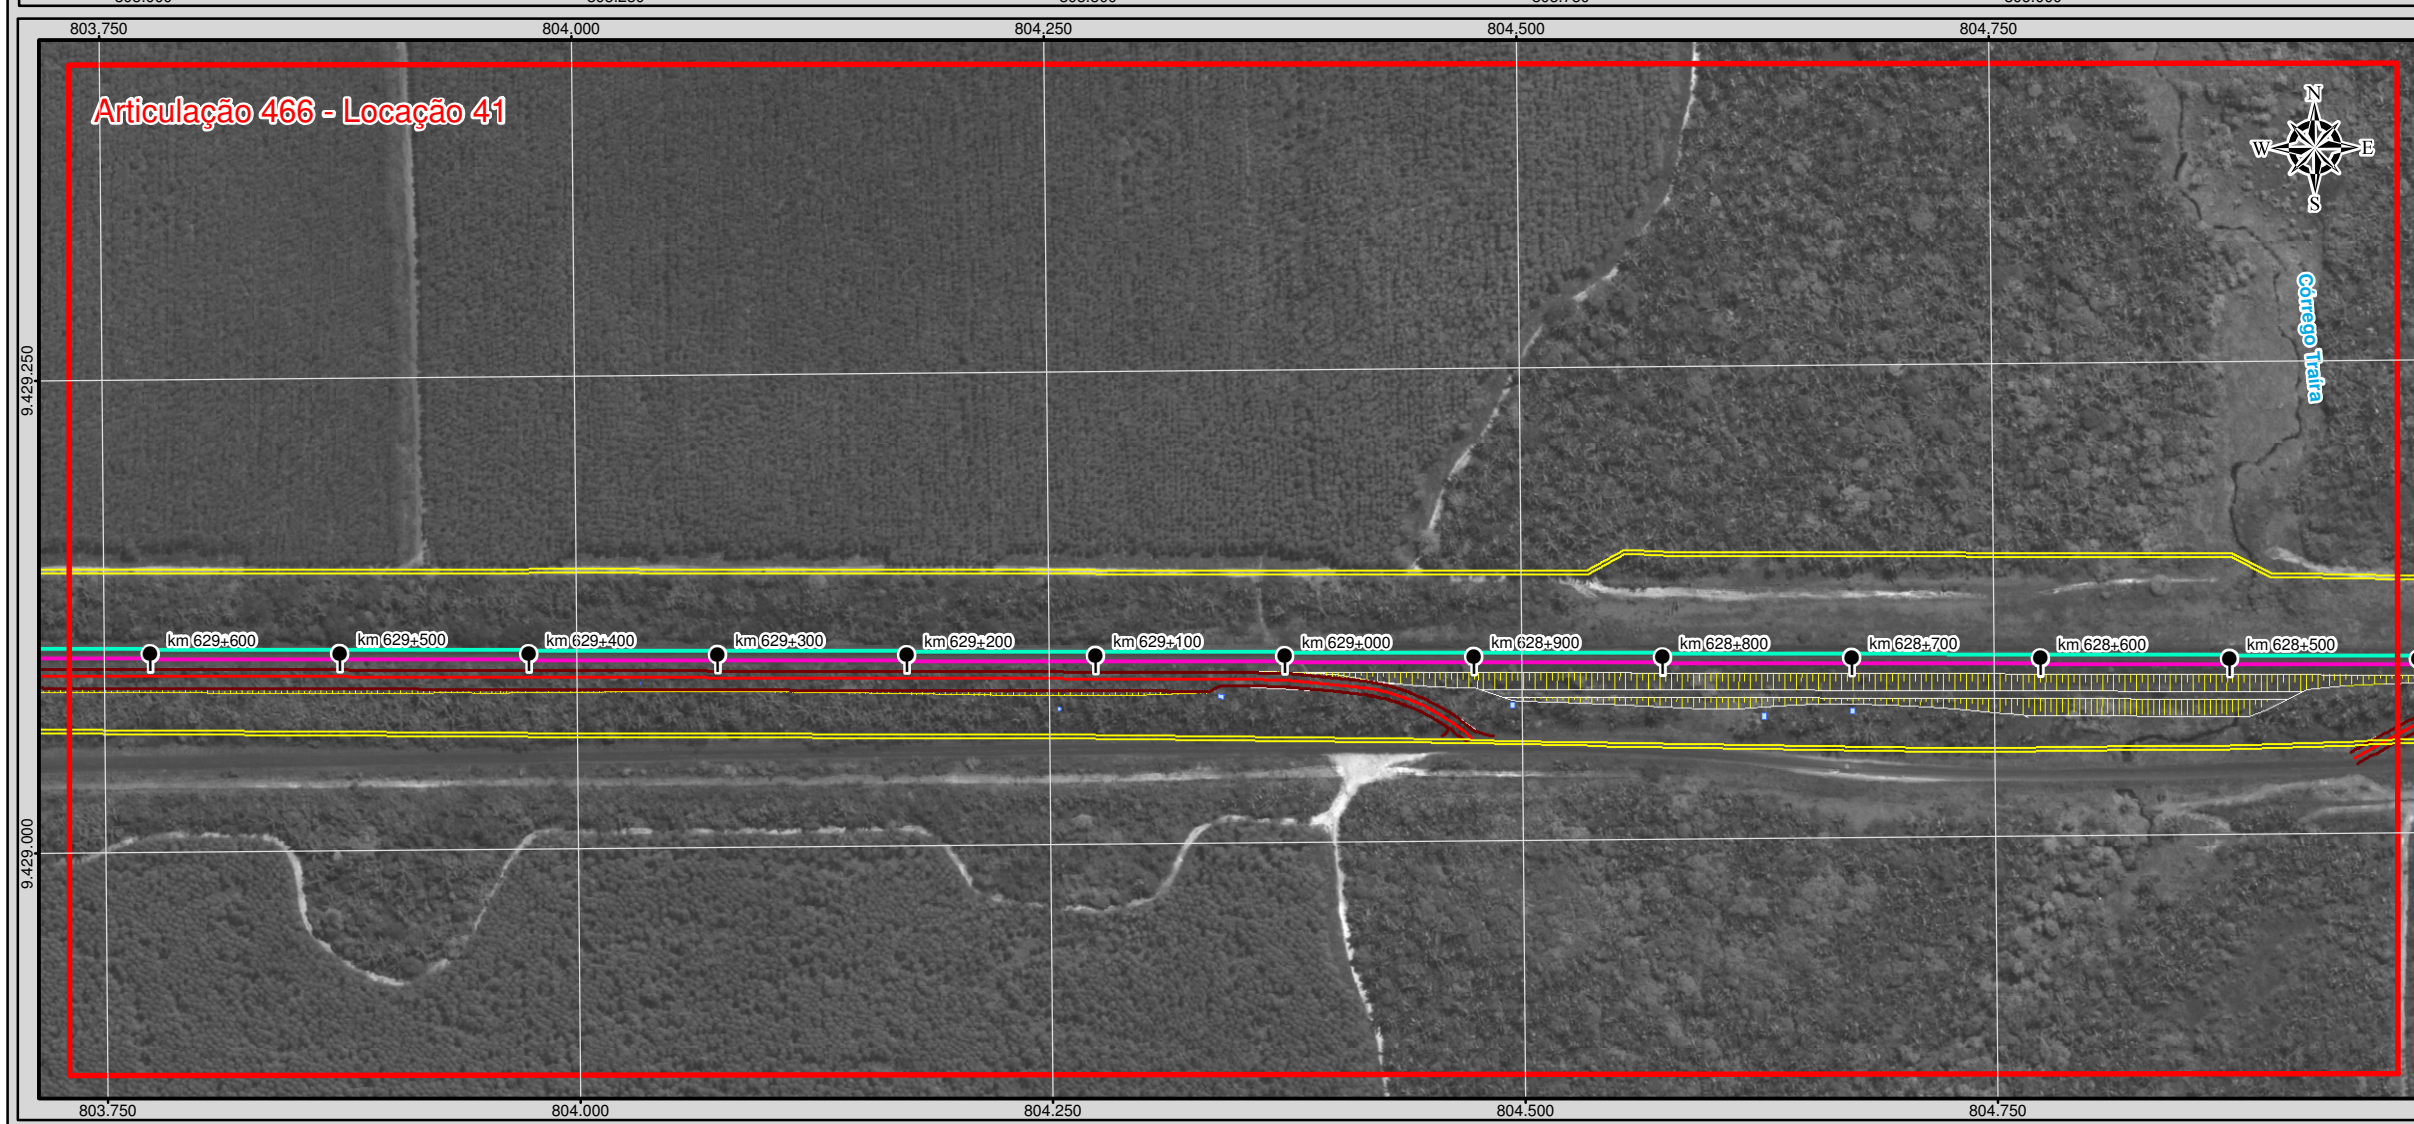 803.750 804.000 804.250 804.500 804.750
Articulação 466 - Locação 41
N
W E
S
Córrego Traíra
9.429.250
km 629+600 km 629+500 km 629+400 km 629+300 km 629+200 km 629+100 km 629+000 km 628+900 km 628+800 km 628+700 km 628+600 km 628+500
9.429.000
803.750 804.000 804.250 804.500 804.750